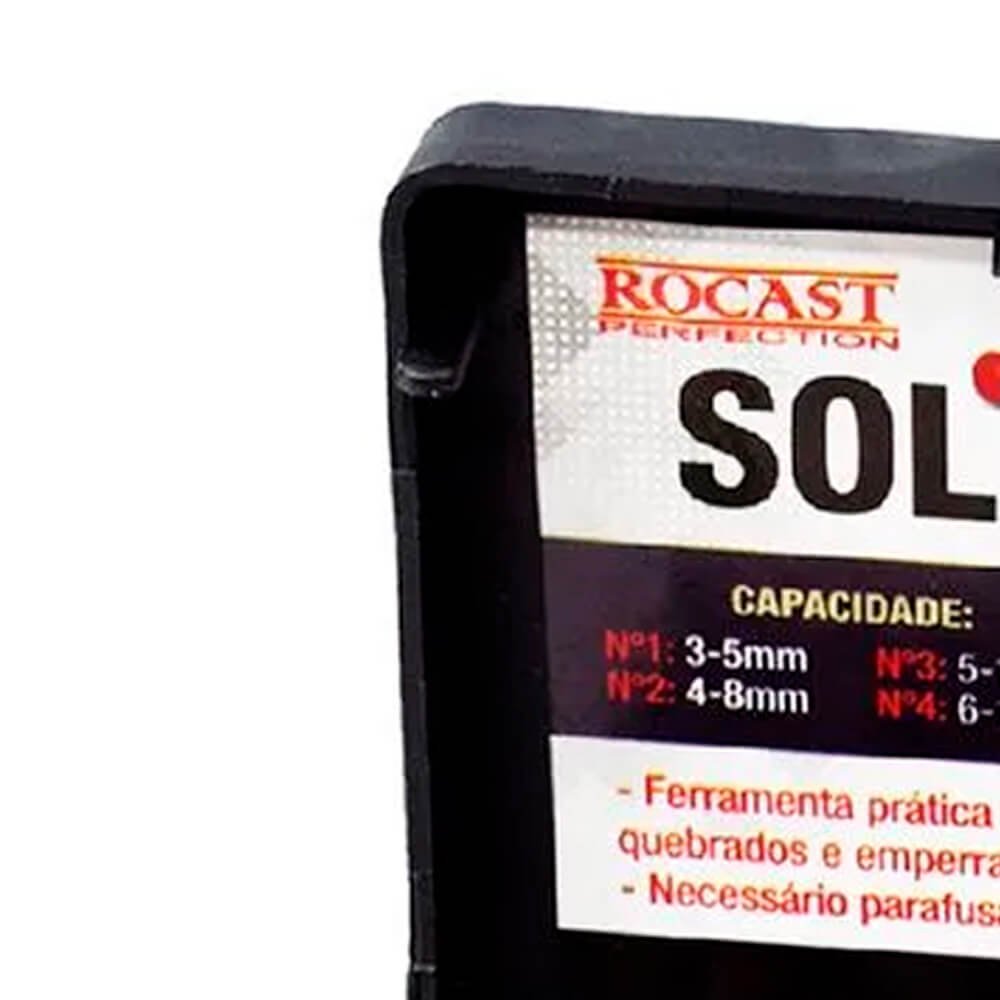 ROCAST
PERFECTION
SOL
CAPACIDADE:
Nº1: 3-5mm Nº3: 5-
Nº2: 4-8mm Nº4: 6-
- Ferramenta prática
quebrados e emperra
- Necessário parafus